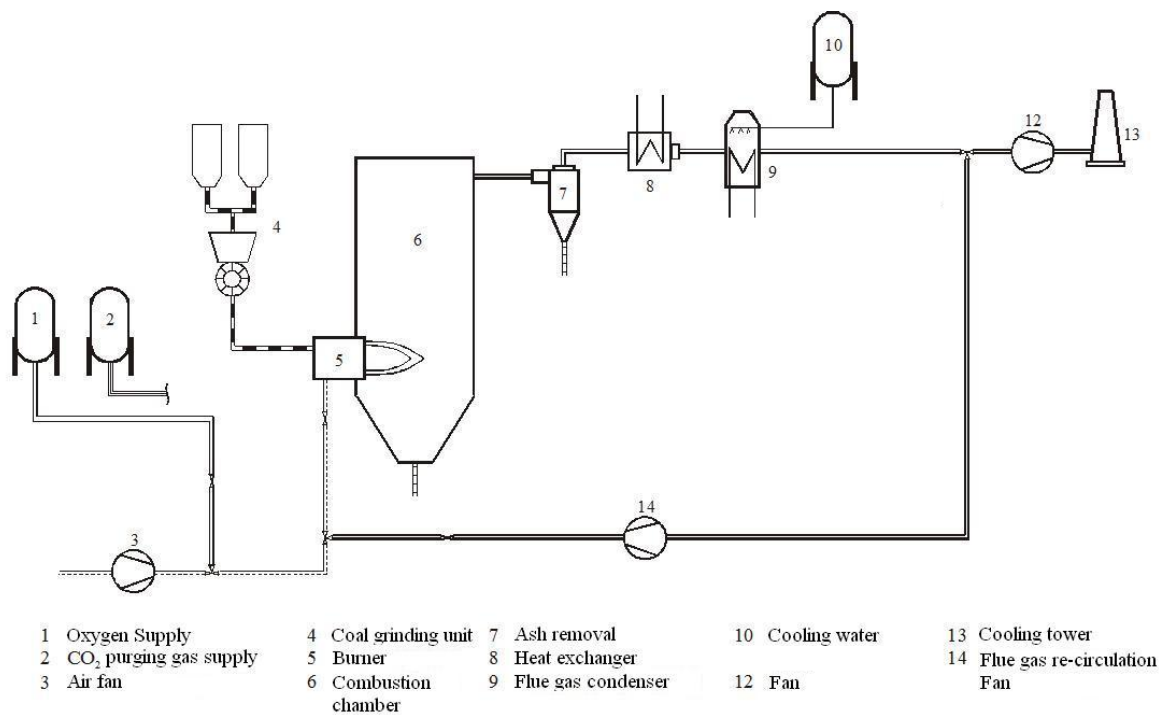 10
12
13
9
8
7
4
6
1
2
5
14
3
1 Oxygen Supply
2 CO₂ purging gas supply
3 Air fan
4 Coal grinding unit
5 Burner
6 Combustion
chamber
7 Ash removal
8 Heat exchanger
9 Flue gas condenser
10 Cooling water
12 Fan
13 Cooling tower
14 Flue gas re-circulation
Fan